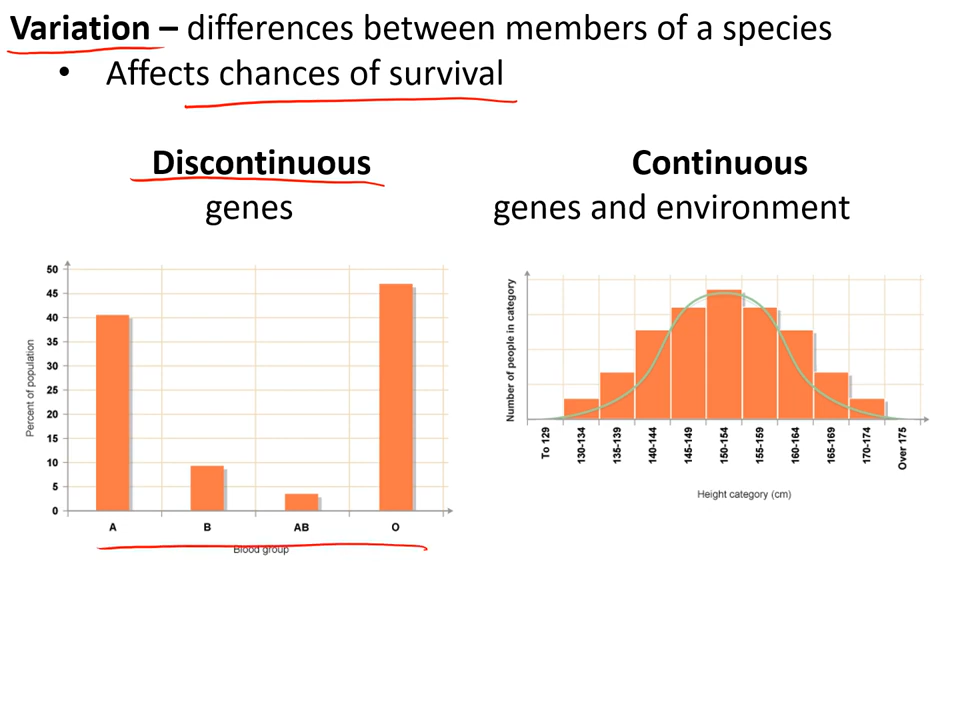 Variation – differences between members of a species
• Affects chances of survival
Discontinuous
genes
Continuous
genes and environment
Percent of population
50
45
40
35
30
25
20
15
10
5
0
A B AB O
Blood group
Number of people in category
To 129 130-134 135-139 140-144 145-149 150-154 155-159 160-164 165-169 170-174 Over 175
Height category (cm)